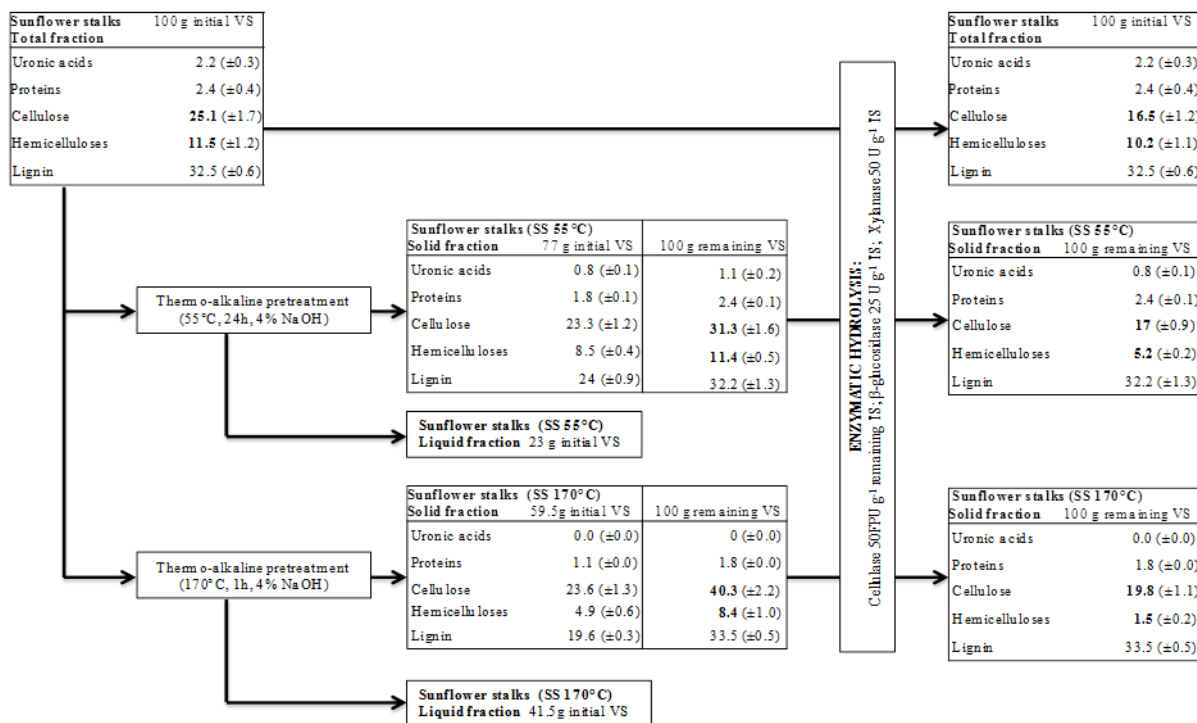 Sunflower stalks 100 g initial VS
Total fraction
Uronic acids 2.2 (±0.3)
Proteins 2.4 (±0.4)
Cellulose 25.1 (±1.7)
Hemicelluloses 11.5 (±1.2)
Lignin 32.5 (±0.6)
Thermo-alkaline pretreatment
(55°C, 24h, 4% NaOH)
Sunflower stalks (SS 55°C)
Solid fraction 77 g initial VS 100 g remaining VS
Uronic acids 0.8 (±0.1) 1.1 (±0.2)
Proteins 1.8 (±0.1) 2.4 (±0.1)
Cellulose 23.3 (±1.2) 31.3 (±1.6)
Hemicelluloses 8.5 (±0.4) 11.4 (±0.5)
Lignin 24 (±0.9) 32.2 (±1.3)
Sunflower stalks (SS 55°C)
Liquid fraction 23 g initial VS
Thermo-alkaline pretreatment
(170°C, 1h, 4% NaOH)
Sunflower stalks (SS 170°C)
Solid fraction 59.5g initial VS 100 g remaining VS
Uronic acids 0.0 (±0.0) 0 (±0.0)
Proteins 1.1 (±0.0) 1.8 (±0.0)
Cellulose 23.6 (±1.3) 40.3 (±2.2)
Hemicelluloses 4.9 (±0.6) 8.4 (±1.0)
Lignin 19.6 (±0.3) 33.5 (±0.5)
Sunflower stalks (SS 170°C)
Liquid fraction 41.5g initial VS
ENZYMATIC HYDROLYSIS:
Cellulase 50FPU g-1 remaining TS; β-glucosidase 25 U g-1 TS; Xylanase 50 U g-1 TS
Sunflower stalks 100 g initial VS
Total fraction
Uronic acids 2.2 (±0.3)
Proteins 2.4 (±0.4)
Cellulose 16.5 (±1.2)
Hemicelluloses 10.2 (±1.1)
Lignin 32.5 (±0.6)
Sunflower stalks (SS 55°C)
Solid fraction 100 g remaining VS
Uronic acids 0.8 (±0.1)
Proteins 2.4 (±0.1)
Cellulose 17 (±0.9)
Hemicelluloses 5.2 (±0.2)
Lignin 32.2 (±1.3)
Sunflower stalks (SS 170°C)
Solid fraction 100 g remaining VS
Uronic acids 0.0 (±0.0)
Proteins 1.8 (±0.0)
Cellulose 19.8 (±1.1)
Hemicelluloses 1.5 (±0.2)
Lignin 33.5 (±0.5)